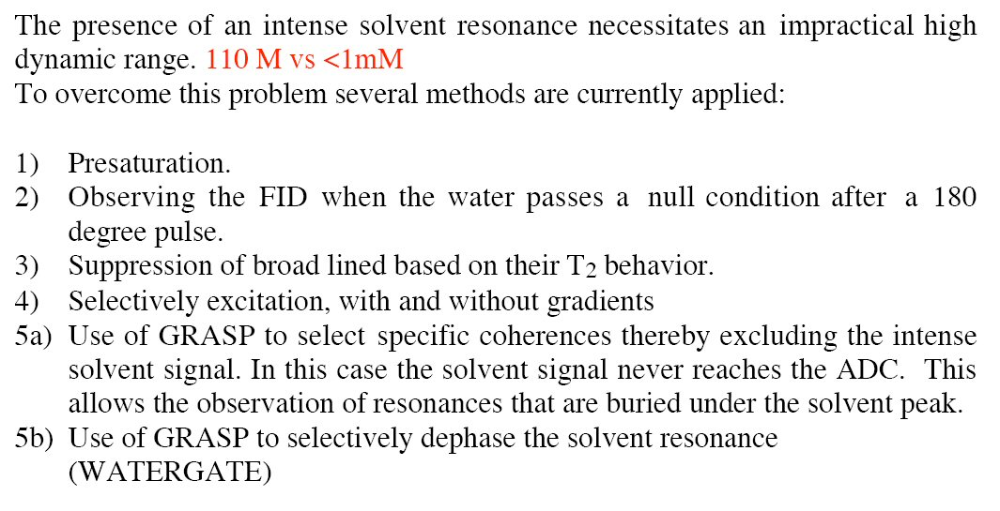 The presence of an intense solvent resonance necessitates an impractical high
dynamic range. 110 M vs <1mM
To overcome this problem several methods are currently applied:
1) Presaturation.
2) Observing the FID when the water passes a null condition after a 180
degree pulse.
3) Suppression of broad lined based on their T2 behavior.
4) Selectively excitation, with and without gradients
5a) Use of GRASP to select specific coherences thereby excluding the intense
solvent signal. In this case the solvent signal never reaches the ADC. This
allows the observation of resonances that are buried under the solvent peak.
5b) Use of GRASP to selectively dephase the solvent resonance
(WATERGATE)